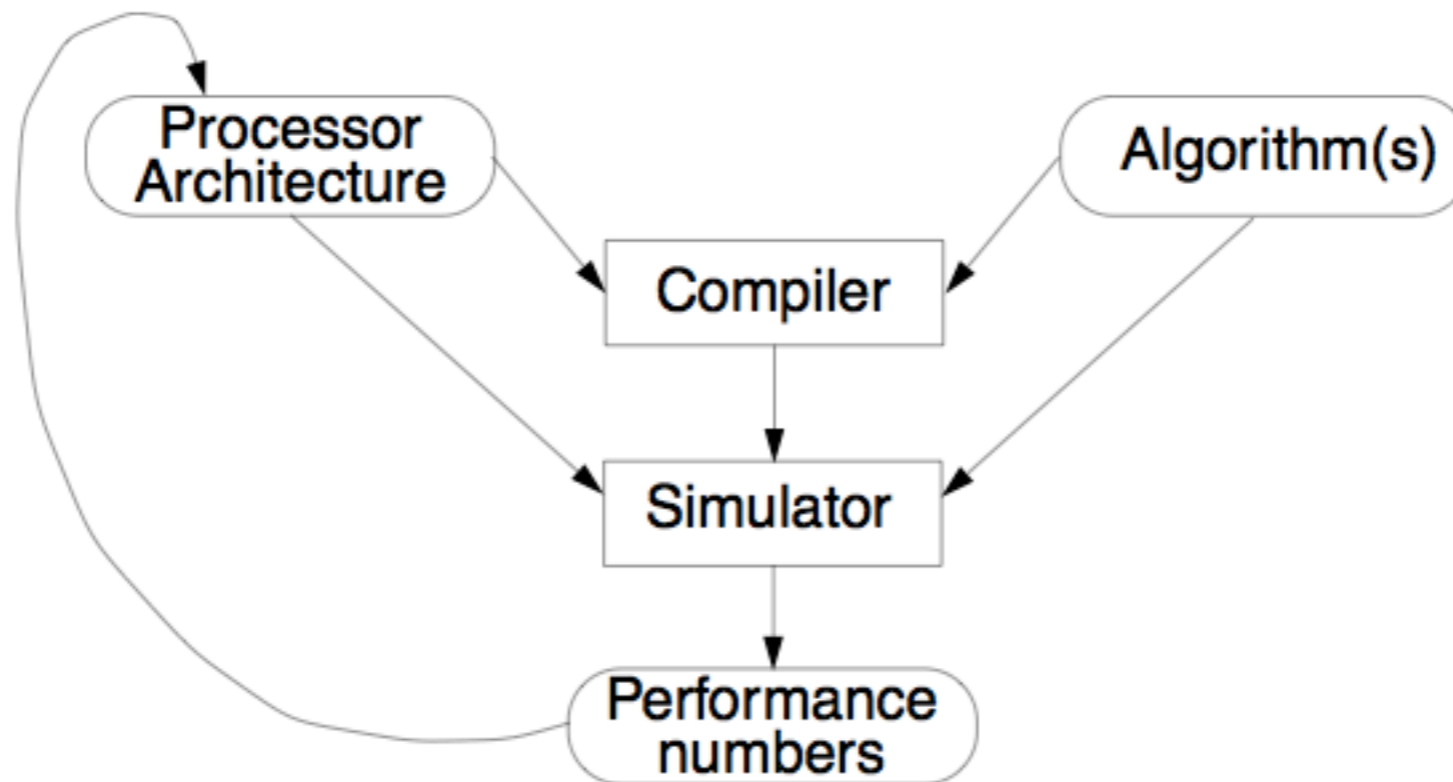 Processor
Architecture
Algorithm(s)
Compiler
Simulator
Performance
numbers